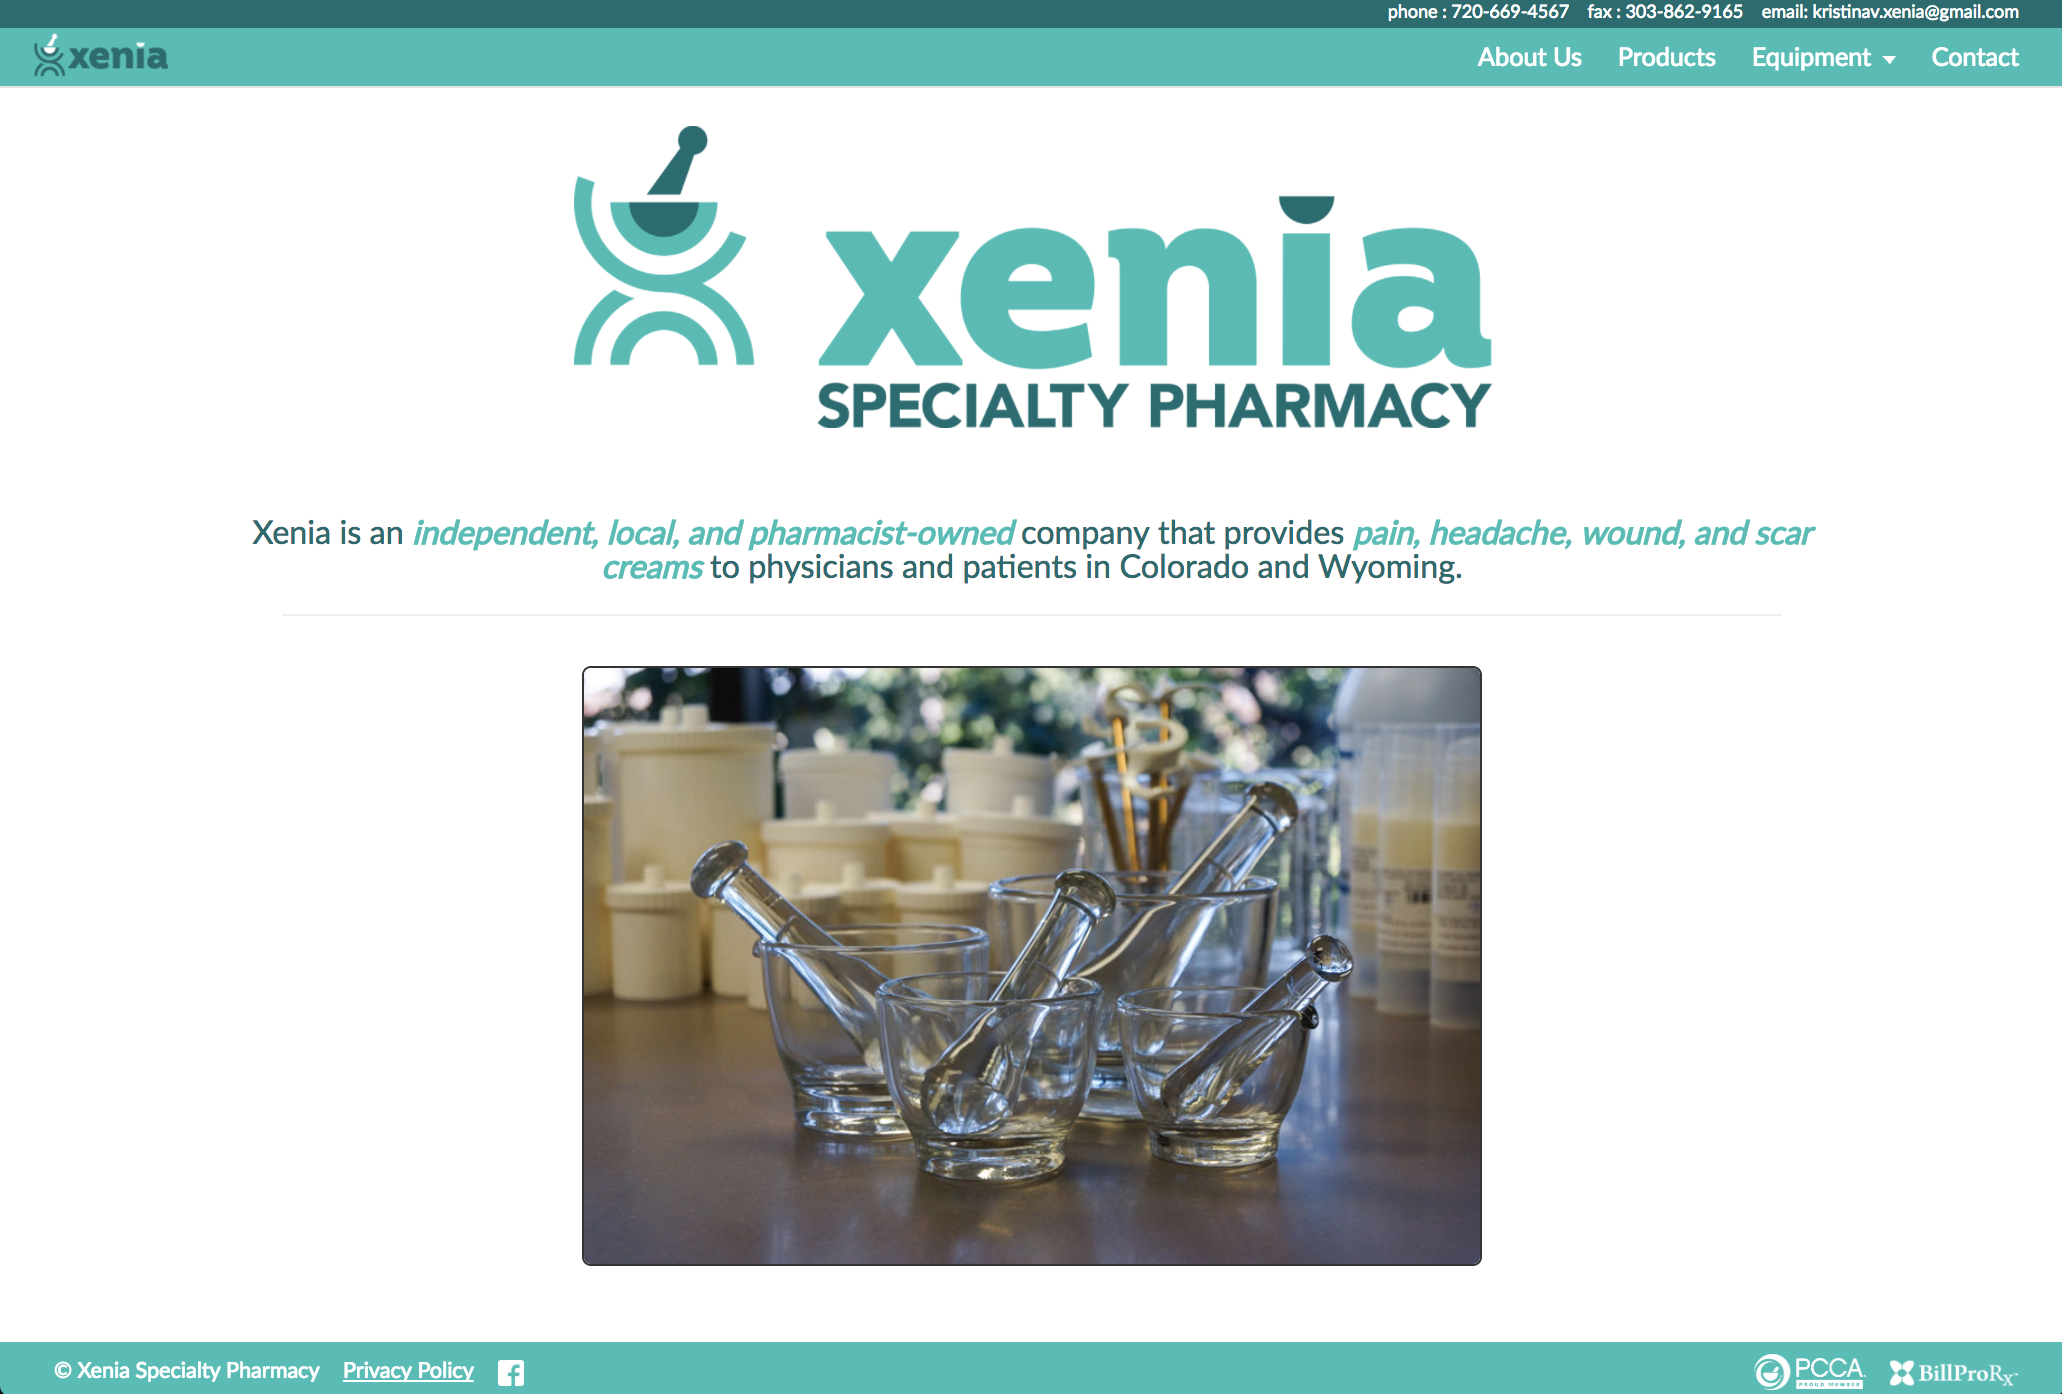 phone : 720-669-4567 fax : 303-862-9165 email: kristinav.xenia@gmail.com
xenia About Us Products Equipment Contact
xenia
SPECIALTY PHARMACY
Xenia is an independent, local, and pharmacist-owned company that provides pain, headache, wound, and scar
creams to physicians and patients in Colorado and Wyoming.
© Xenia Specialty Pharmacy Privacy Policy
PCCA
PROUD MEMBER
BillProRx